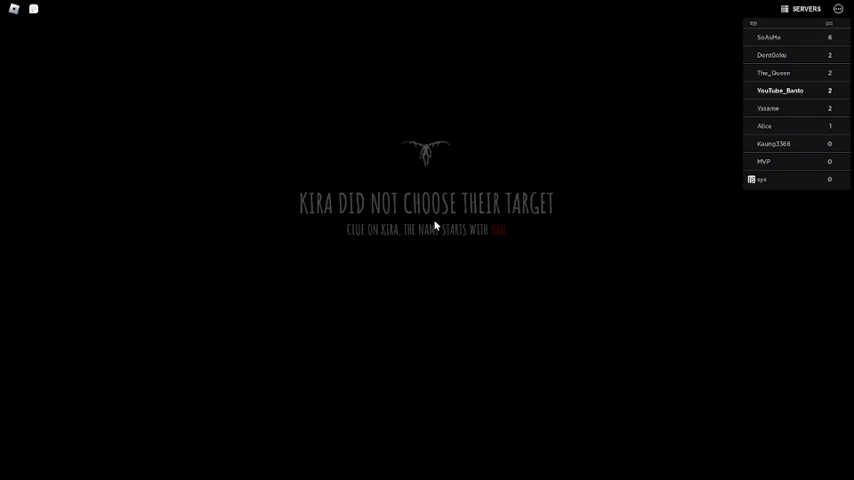 SERVERS
SoAsMe 6
DontGoku 2
The_Queen 2
YouTube_Banto 2
Yssame 2
Alice 1
Kaung3366 0
MVP 0
syx 0
KIRA DID NOT CHOOSE THEIR TARGET
CLUE ON KIRA, THE NAME STARTS WITH KAU